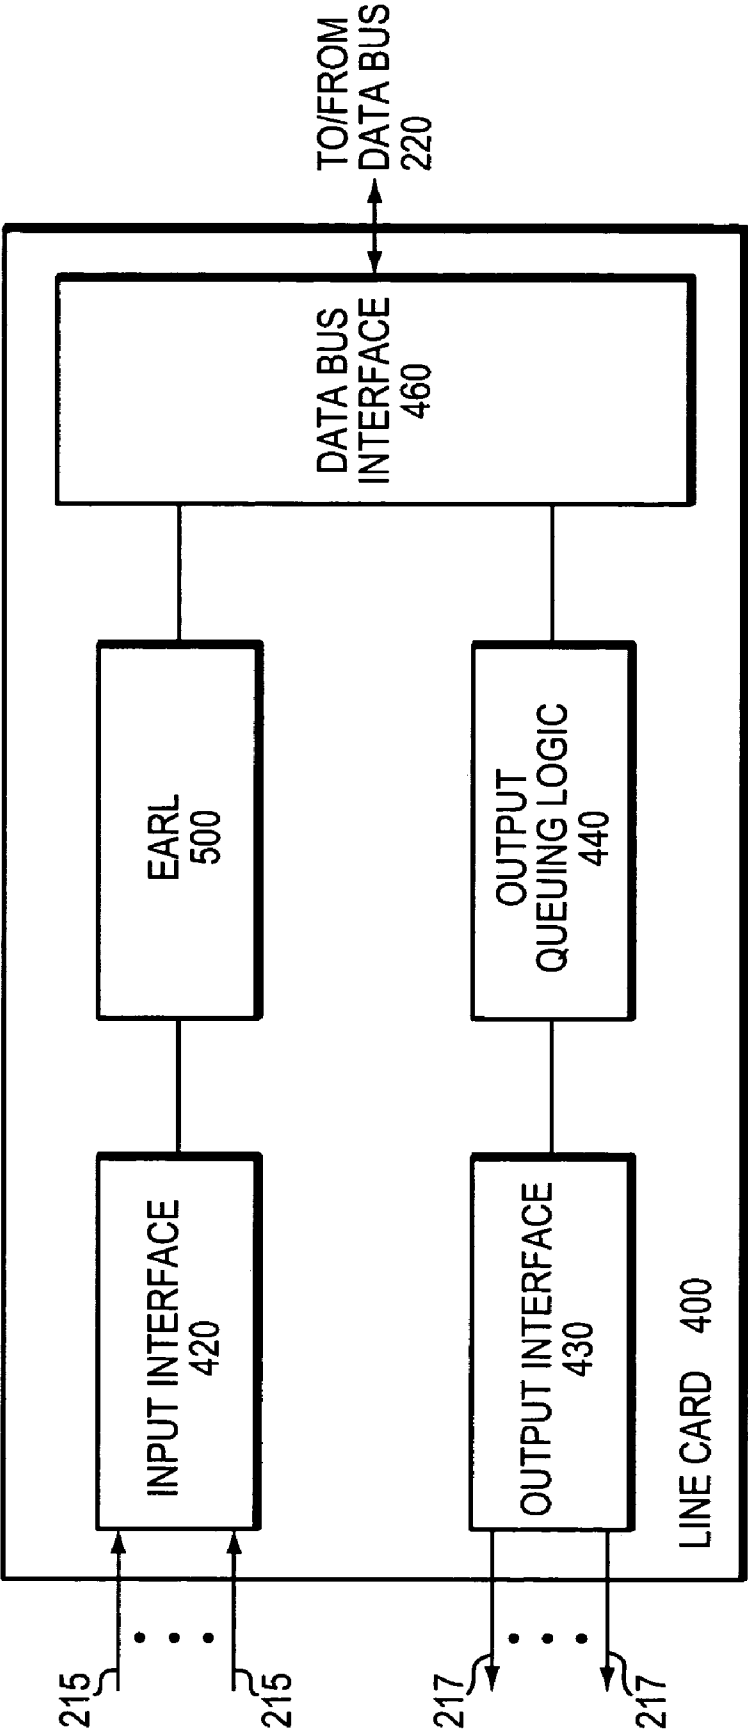 215
215
INPUT INTERFACE
420
EARL
500
DATA BUS
INTERFACE
460
TO/FROM
DATA BUS
220
217
217
OUTPUT INTERFACE
430
OUTPUT
QUEUING LOGIC
440
LINE CARD 400